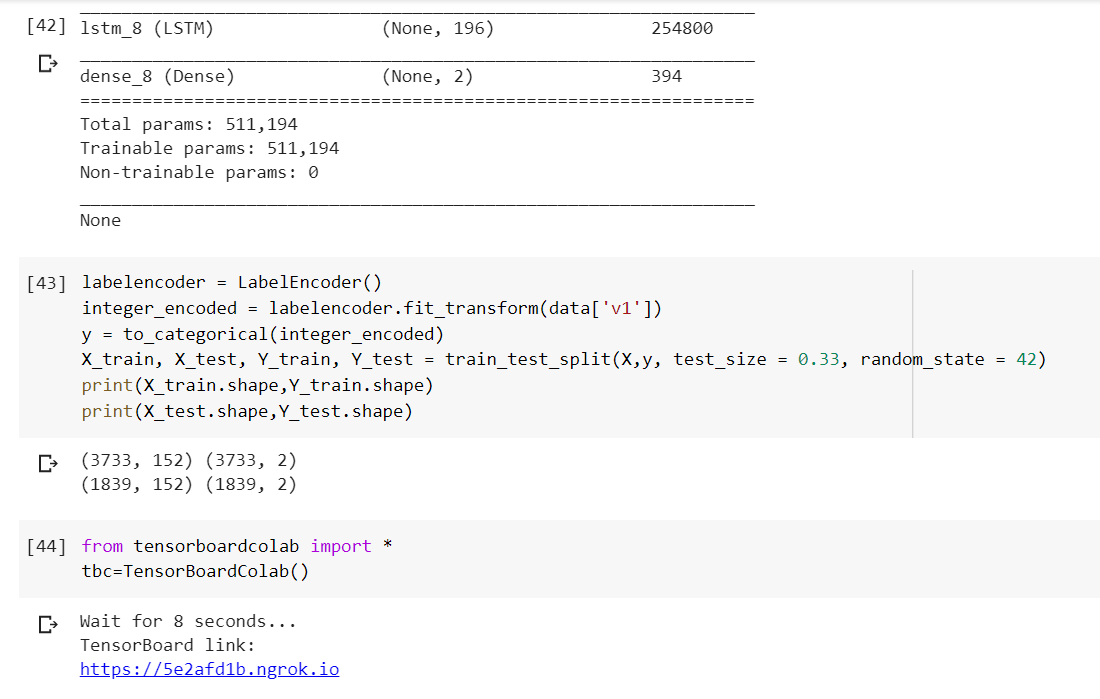 [42] lstm_8 (LSTM) (None, 196) 254800
_________________________________________________________________
dense_8 (Dense) (None, 2) 394
=================================================================
Total params: 511,194
Trainable params: 511,194
Non-trainable params: 0
_________________________________________________________________
None
[43] labelencoder = LabelEncoder()
integer_encoded = labelencoder.fit_transform(data['v1'])
y = to_categorical(integer_encoded)
X_train, X_test, Y_train, Y_test = train_test_split(X,y, test_size = 0.33, random_state = 42)
print(X_train.shape,Y_train.shape)
print(X_test.shape,Y_test.shape)
(3733, 152) (3733, 2)
(1839, 152) (1839, 2)
[44] from tensorboardcolab import *
tbc=TensorBoardColab()
Wait for 8 seconds...
TensorBoard link:
https://5e2afd1b.ngrok.io